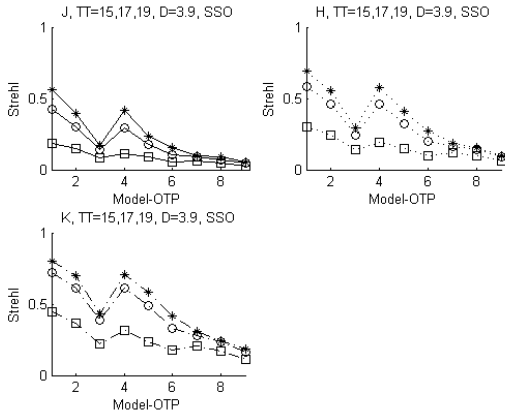 J, TT=15,17,19, D=3.9, SSO
1
0.5
0
Strehl
2 4 6 8
Model-OTP
H, TT=15,17,19, D=3.9, SSO
1
0.5
0
Strehl
2 4 6 8
Model-OTP
K, TT=15,17,19, D=3.9, SSO
1
0.5
0
Strehl
2 4 6 8
Model-OTP